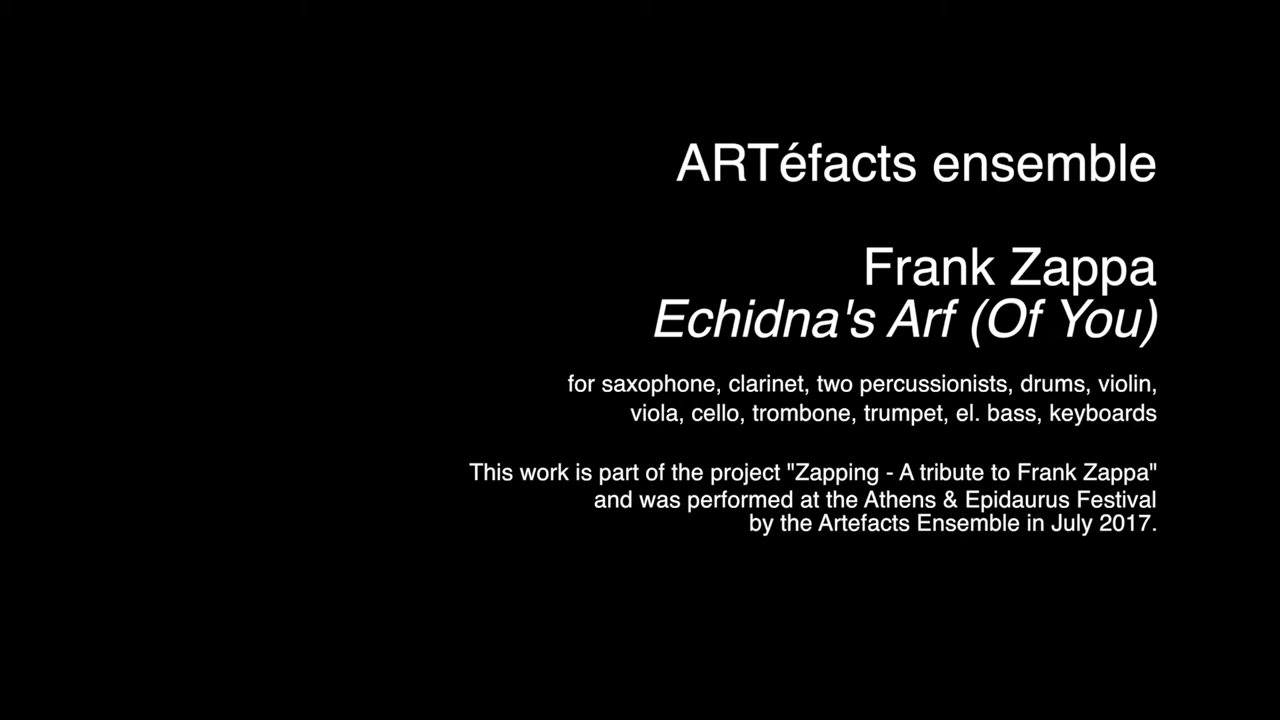 ARTéfacts ensemble
Frank Zappa
Echidna's Arf (Of You)
for saxophone, clarinet, two percussionists, drums, violin,
viola, cello, trombone, trumpet, el. bass, keyboards
This work is part of the project "Zapping - A tribute to Frank Zappa"
and was performed at the Athens & Epidaurus Festival
by the Artefacts Ensemble in July 2017.